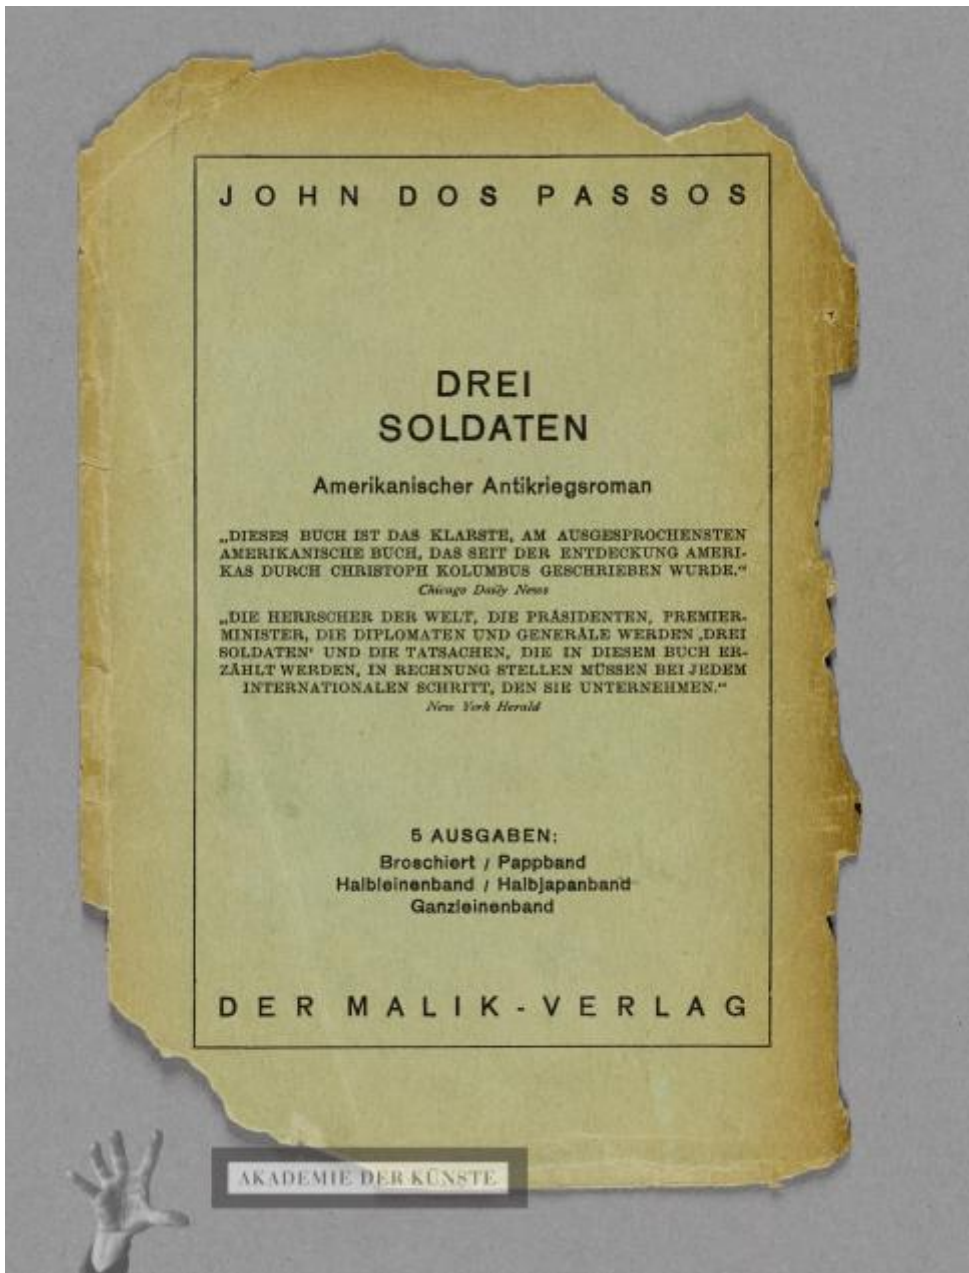 JOHN DOS PASSOS
DREI
SOLDATEN
Amerikanischer Antikriegsroman
„DIESES BUCH IST DAS KLARSTE, AM AUSGESPROCHENSTEN
AMERIKANISCHE BUCH, DAS SEIT DER ENTDECKUNG AMERI-
KAS DURCH CHRISTOPH KOLUMBUS GESCHRIEBEN WURDE.“
Chicago Daily News
„DIE HERRSCHER DER WELT, DIE PRÄSIDENTEN, PREMIER-
MINISTER, DIE DIPLOMATEN UND GENERÄLE WERDEN ‚DREI
SOLDATEN‘ UND DIE TATSACHEN, DIE IN DIESEM BUCH ER-
ZÄHLT WERDEN, IN RECHNUNG STELLEN MÜSSEN BEI JEDEM
INTERNATIONALEN SCHRITT, DEN SIE UNTERNEHMEN.“
New York Herald
5 AUSGABEN:
Broschiert / Pappband
Halbleinenband / Halbjapanband
Ganzleinenband
DER MALIK-VERLAG
AKADEMIE DER KÜNSTE